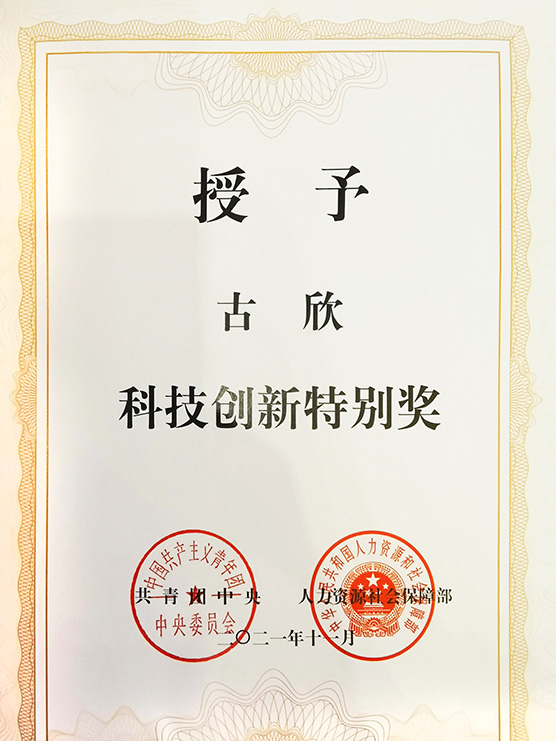 授予
古欣
科技创新特别奖
中国共产主义青年团
中央委员会
中华人民共和国人力资源和社会保障部
共青团中央 人力资源社会保障部
二〇二一年十一月